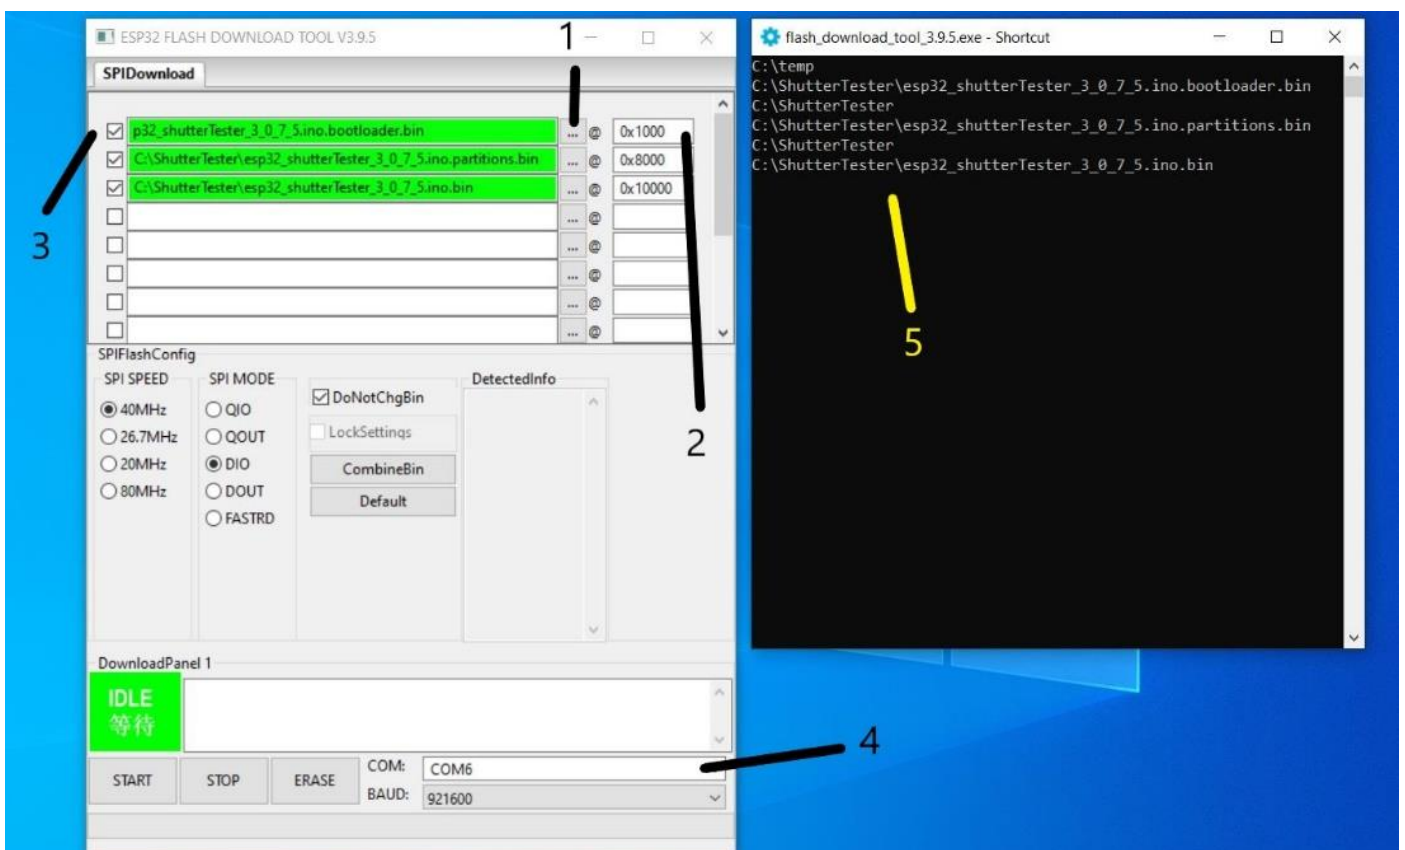 ESP32 FLASH DOWNLOAD TOOL V3.9.5
1
SPIDownload
p32_shutterTester_3_0_7_5.ino.bootloader.bin ... @ 0x1000
C:\ShutterTester\esp32_shutterTester_3_0_7_5.ino.partitions.bin ... @ 0x8000
C:\ShutterTester\esp32_shutterTester_3_0_7_5.ino.bin ... @ 0x10000
... @
... @
... @
... @
... @
3
2
SPIFlashConfig
SPI SPEED
40MHz
26.7MHz
20MHz
80MHz
SPI MODE
QIO
QOUT
DIO
DOUT
FASTRD
DoNotChgBin
LockSettings
CombineBin
Default
DetectedInfo
DownloadPanel 1
IDLE
等待
START STOP ERASE
COM: COM6
BAUD: 921600
4
flash_download_tool_3.9.5.exe - Shortcut
C:\temp
C:\ShutterTester\esp32_shutterTester_3_0_7_5.ino.bootloader.bin
C:\ShutterTester
C:\ShutterTester\esp32_shutterTester_3_0_7_5.ino.partitions.bin
C:\ShutterTester
C:\ShutterTester\esp32_shutterTester_3_0_7_5.ino.bin
5